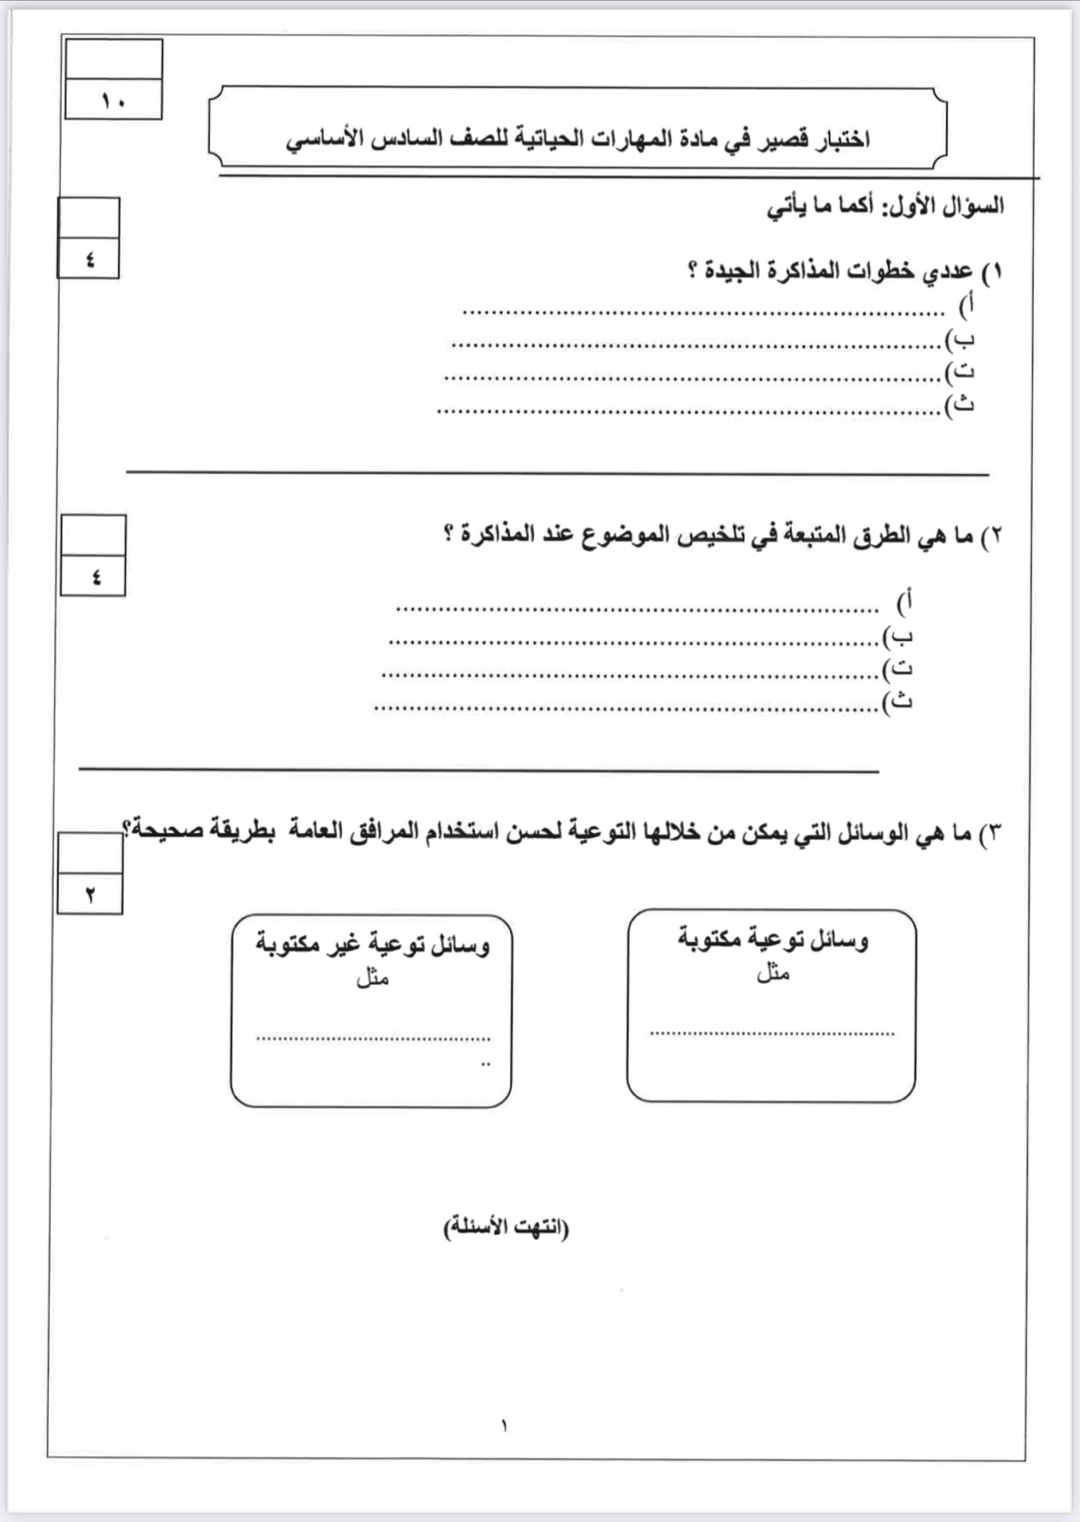 ١٠
اختبار قصير في مادة المهارات الحياتية للصف السادس الأساسي
السؤال الأول: أكما ما يأتي
٤
١) عددي خطوات المذاكرة الجيدة ؟
أ) ....................................................................
ب).....................................................................
ت)......................................................................
ث).......................................................................
٢) ما هي الطرق المتبعة في تلخيص الموضوع عند المذاكرة ؟
٤
أ) ....................................................................
ب).....................................................................
ت)......................................................................
ث).......................................................................
٣) ما هي الوسائل التي يمكن من خلالها التوعية لحسن استخدام المرافق العامة بطريقة صحيحة؟
٢
وسائل توعية مكتوبة
مثل
............................................
وسائل توعية غير مكتوبة
مثل
..........................................
..
(انتهت الأسئلة)
١